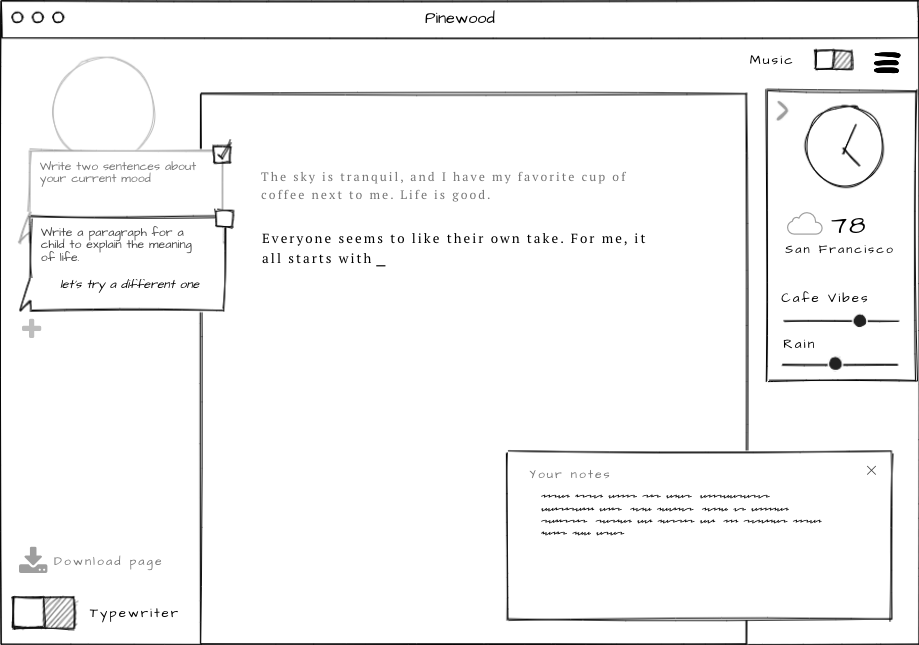 Pinewood
Music
Write two sentences about
your current mood
Write a paragraph for a
child to explain the meaning
of life.
let's try a different one
The sky is tranquil, and I have my favorite cup of
coffee next to me. Life is good.
Everyone seems to like their own take. For me, it
all starts with _
78
San Francisco
Cafe Vibes
Rain
Your notes
Download page
Typewriter